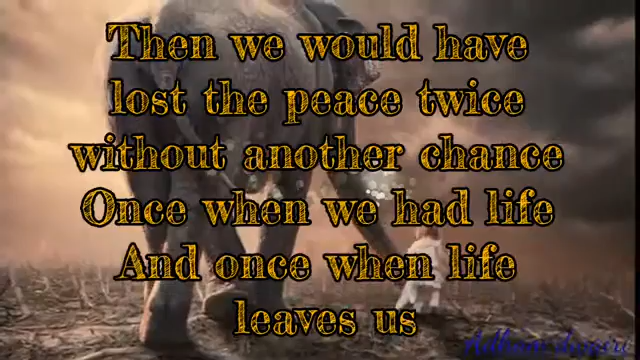 Then we would have
lost the peace twice
without another chance
Once when we had life
And once when life
leaves us